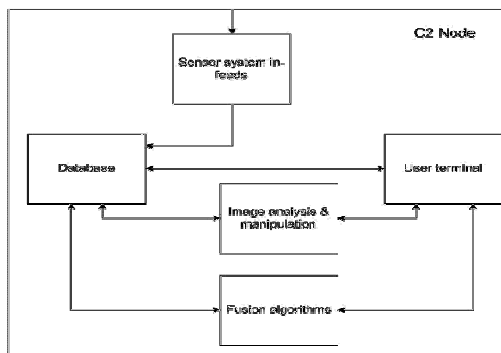 C2 Node
Sensor system in-
feeds
Database
User terminal
Image analysis &
manipulation
Fusion algorithms